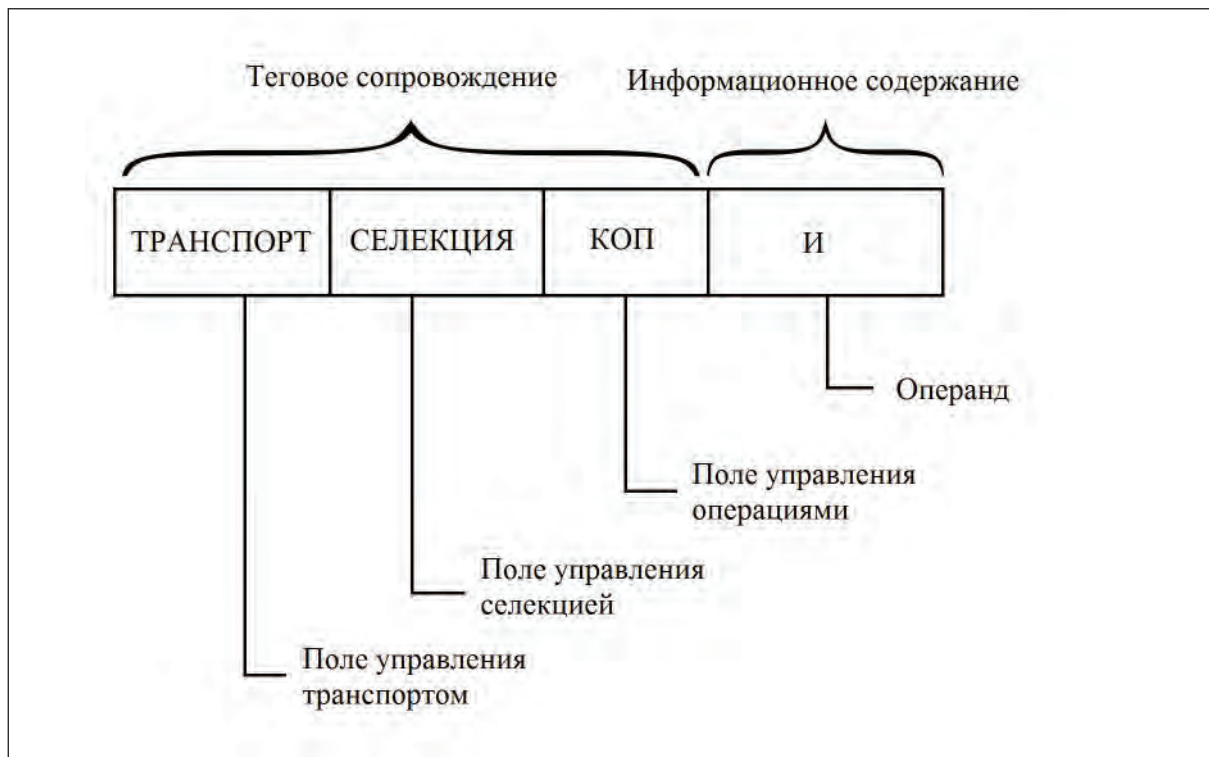 Теговое сопровождение
Информационное содержание
ТРАНСПОРТ
СЕЛЕКЦИЯ
КОП
И
Операнд
Поле управления
операциями
Поле управления
селекцией
Поле управления
транспортом